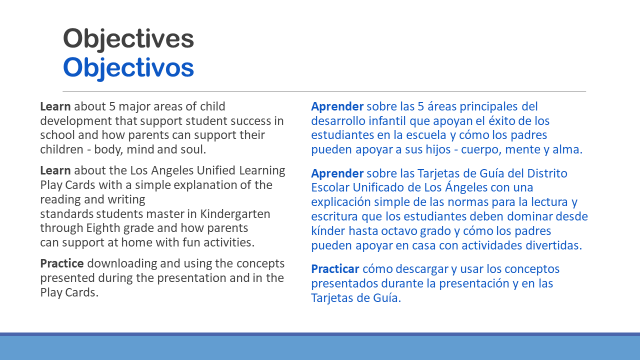 Objectives
Objectivos
Learn about 5 major areas of child
development that support student success in
school and how parents can support their
children - body, mind and soul.
Learn about the Los Angeles Unified Learning
Play Cards with a simple explanation of the
reading and writing
standards students master in Kindergarten
through Eighth grade and how parents
can support at home with fun activities.
Practice downloading and using the concepts
presented during the presentation and in the
Play Cards.
Aprender sobre las 5 áreas principales del
desarrollo infantil que apoyan el éxito de los
estudiantes en la escuela y cómo los padres
pueden apoyar a sus hijos - cuerpo, mente y alma.
Aprender sobre las Tarjetas de Guía del Distrito
Escolar Unificado de Los Ángeles con una
explicación simple de las normas para la lectura y
escritura que los estudiantes deben dominar desde
kínder hasta octavo grado y cómo los padres
pueden apoyar en casa con actividades divertidas.
Practicar cómo descargar y usar los conceptos
presentados durante la presentación y en las
Tarjetas de Guía.